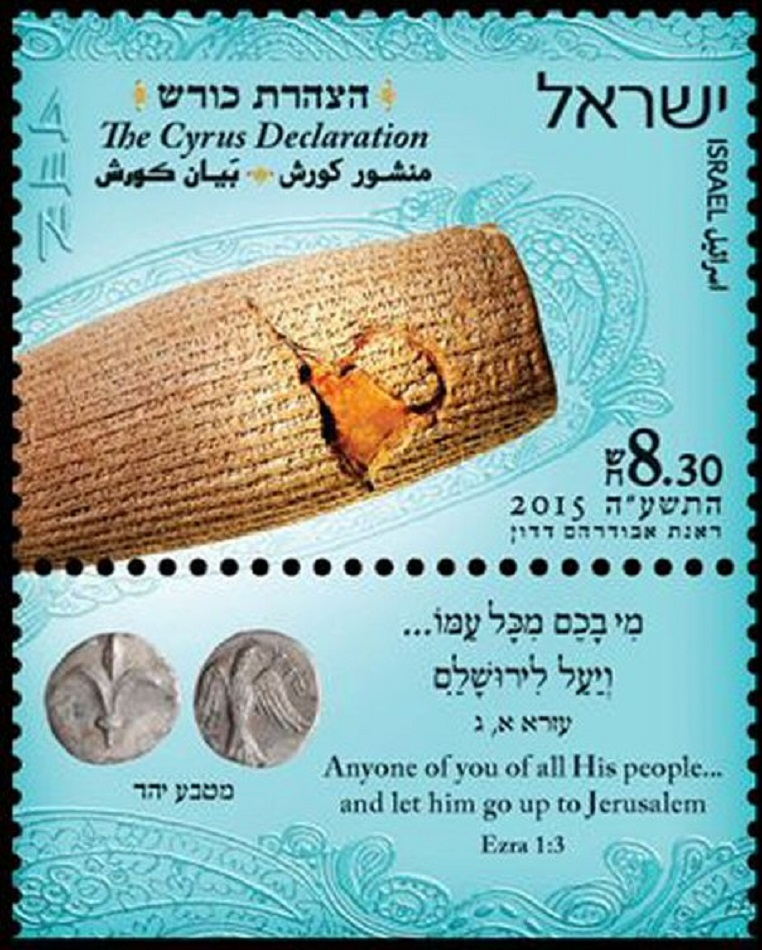 ישראל
ISRAEL اسرائيل
הצהרת כורש
The Cyrus Declaration
منشور کورش بَيان كورش
₪8.30
2015 התשע"ה
ראנת אבודרהם דדון
מִי בָכֶם מִכָּל עַמּוֹ...
וְיַעַל לִירוּשָׁלִַם
עזרא א, ג
Anyone of you of all His people...
and let him go up to Jerusalem
Ezra 1:3
מטבע יהד